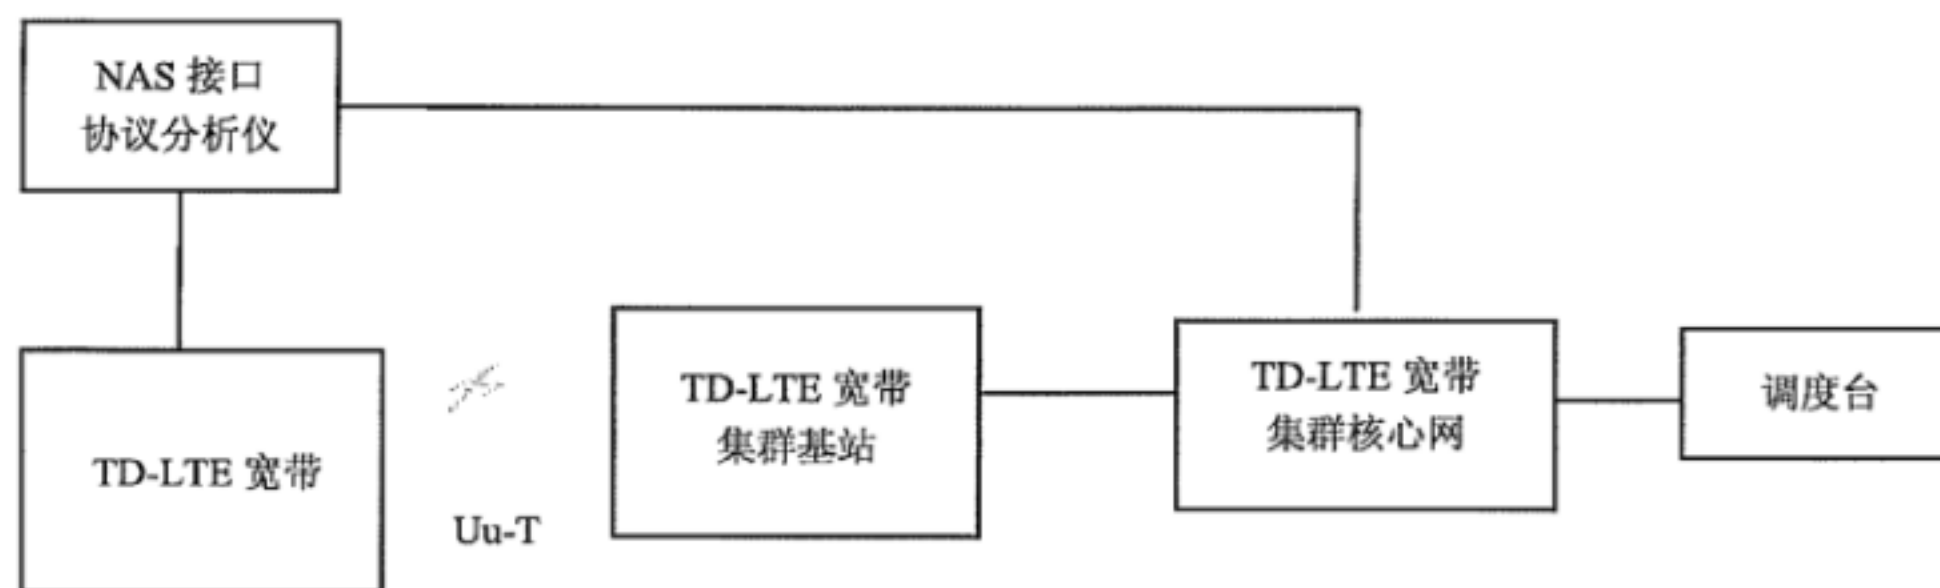 NAS 接口
协议分析仪
TD-LTE 宽带
集群基站
TD-LTE 宽带
集群核心网
调度台
TD-LTE 宽带
Uu-T